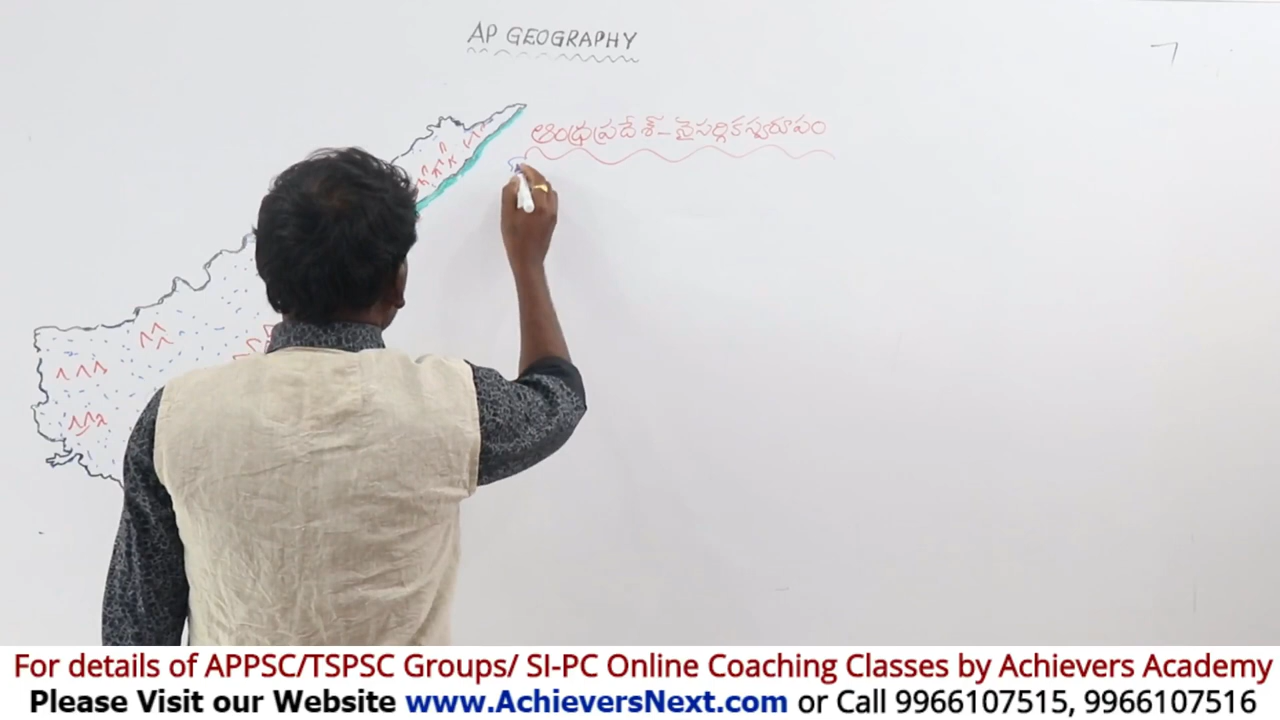 AP GEOGRAPHY
ఆంధ్రప్రదేశ్ - నైసర్గికస్వరూపం
For details of APPSC/TSPSC Groups/ SI-PC Online Coaching Classes by Achievers Academy
Please Visit our Website www.AchieversNext.com or Call 9966107515, 9966107516